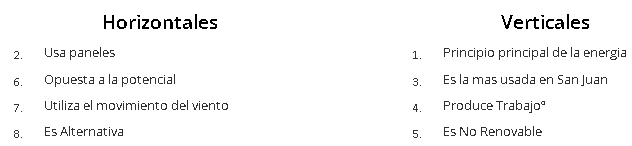 Horizontales
2. Usa paneles
6. Opuesta a la potencial
7. Utiliza el movimiento del viento
8. Es Alternativa
Verticales
1. Principio principal de la energia
3. Es la mas usada en San Juan
4. Produce Trabajoª
5. Es No Renovable